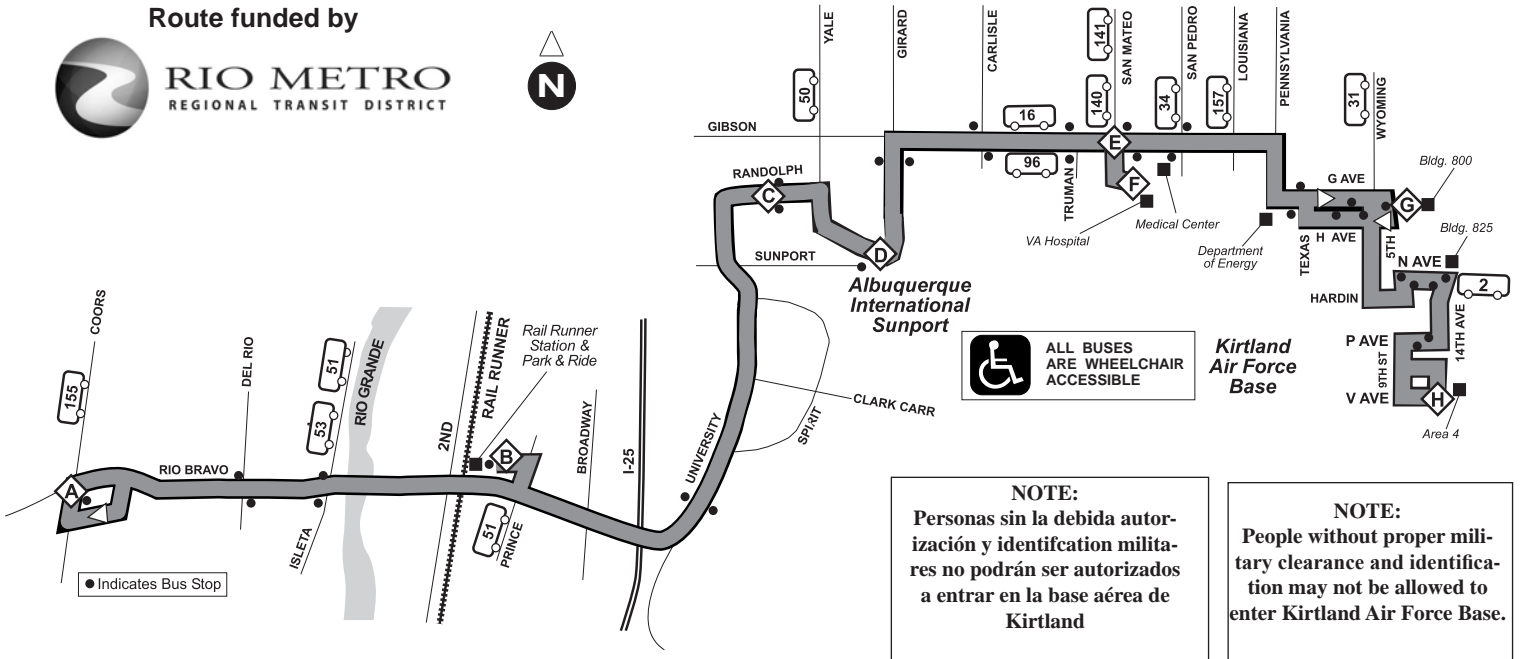 Route funded by
RIO METRO
REGIONAL TRANSIT DISTRICT
N
YALE
GIRARD
CARLISLE
SAN MATEO
SAN PEDRO
LOUISIANA
PENNSYLVANIA
WYOMING
50
141
140
34
157
31
16
96
GIBSON
RANDOLPH
C
D
E
F
G
TRUMAN
VA Hospital
Medical Center
Department
of Energy
TEXAS
G AVE
H AVE
5TH
Bldg. 800
Bldg. 825
N AVE
2
HARDIN
14TH AVE
P AVE
9TH ST
V AVE
H
Area 4
SUNPORT
Albuquerque
International
Sunport
Kirtland
Air Force
Base
ALL BUSES
ARE WHEELCHAIR
ACCESSIBLE
COORS
155
DEL RIO
51
53
RIO GRANDE
2ND
RAIL RUNNER
Rail Runner
Station &
Park & Ride
BROADWAY
I-25
UNIVERSITY
SPIRIT
CLARK CARR
A
RIO BRAVO
B
ISLETA
51
PRINCE
Indicates Bus Stop
NOTE:
Personas sin la debida autor-
ización y identifcation milita-
res no podrán ser autorizados
a entrar en la base aérea de
Kirtland
NOTE:
People without proper mili-
tary clearance and identifica-
tion may not be allowed to
enter Kirtland Air Force Base.